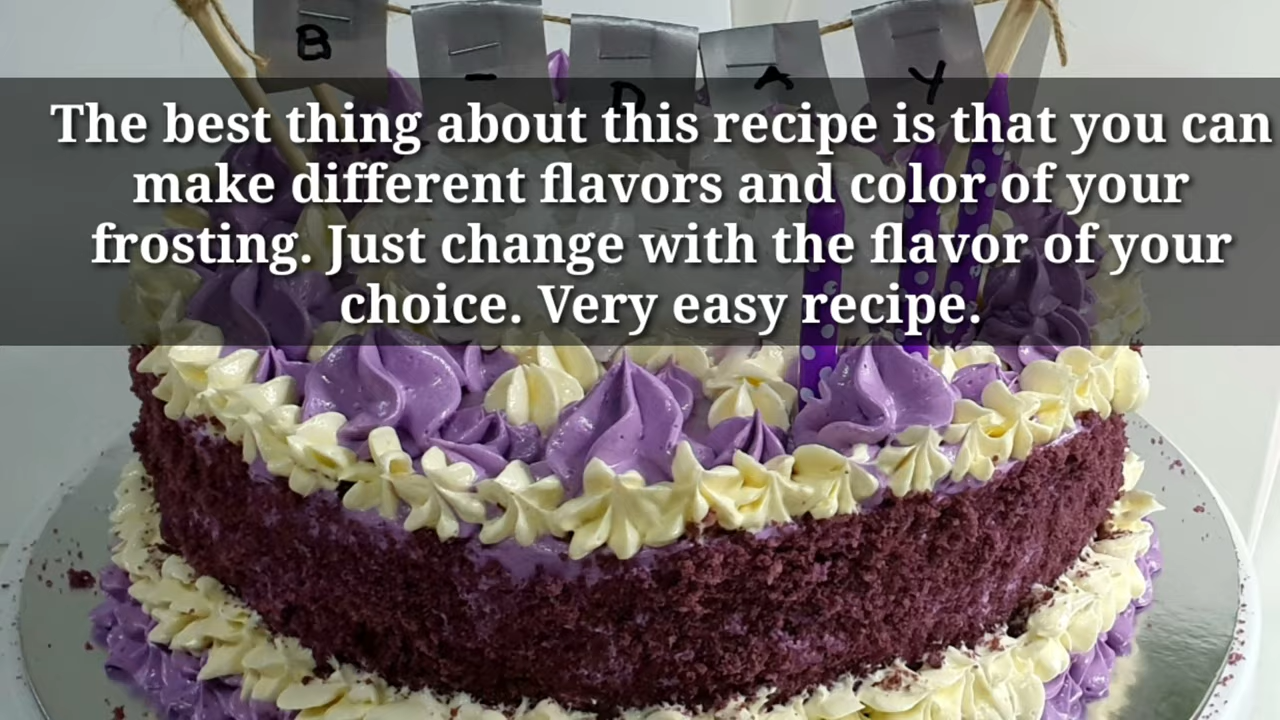 B - D A Y
The best thing about this recipe is that you can
make different flavors and color of your
frosting. Just change with the flavor of your
choice. Very easy recipe.